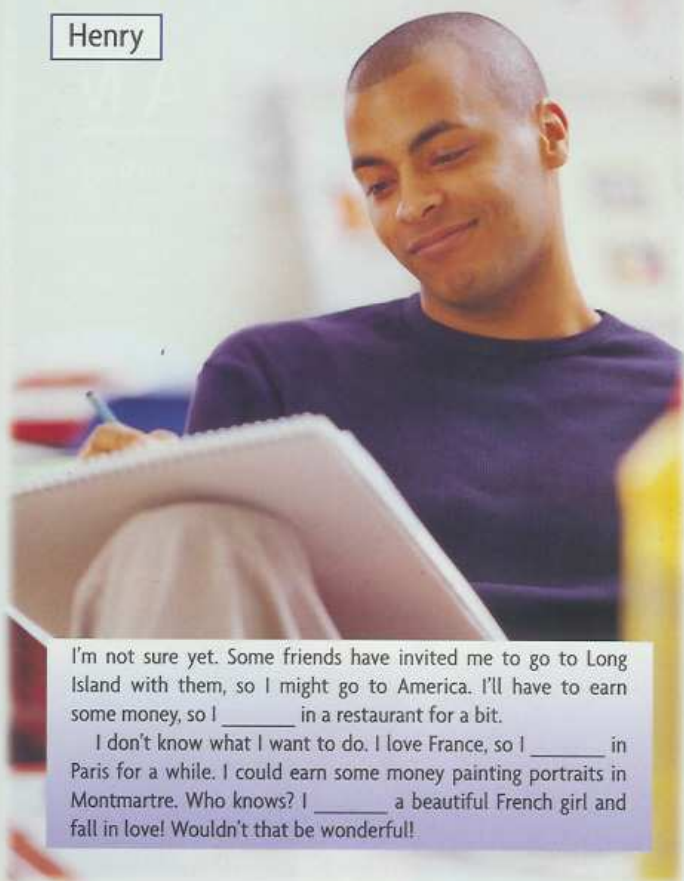 Henry
I'm not sure yet. Some friends have invited me to go to Long
Island with them, so I might go to America. I'll have to earn
some money, so I ________ in a restaurant for a bit.
I don't know what I want to do. I love France, so I ________ in
Paris for a while. I could earn some money painting portraits in
Montmartre. Who knows? I ________ a beautiful French girl and
fall in love! Wouldn't that be wonderful!